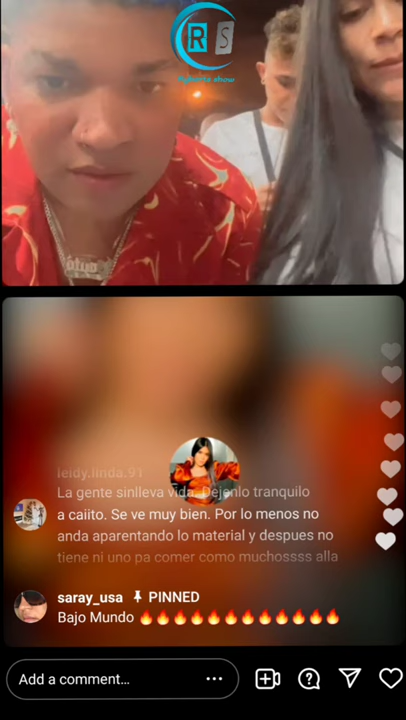 R S
show
leidy.linda.91
La gente sinlleva vida. Dejenlo tranquilo
a caiito. Se ve muy bien. Por lo menos no
anda aparentando lo material y despues no
tiene ni uno pa comer como muchossss alla
saray_usa PINNED
Bajo Mundo 🔥🔥🔥🔥🔥🔥🔥🔥🔥🔥🔥🔥
Add a comment...